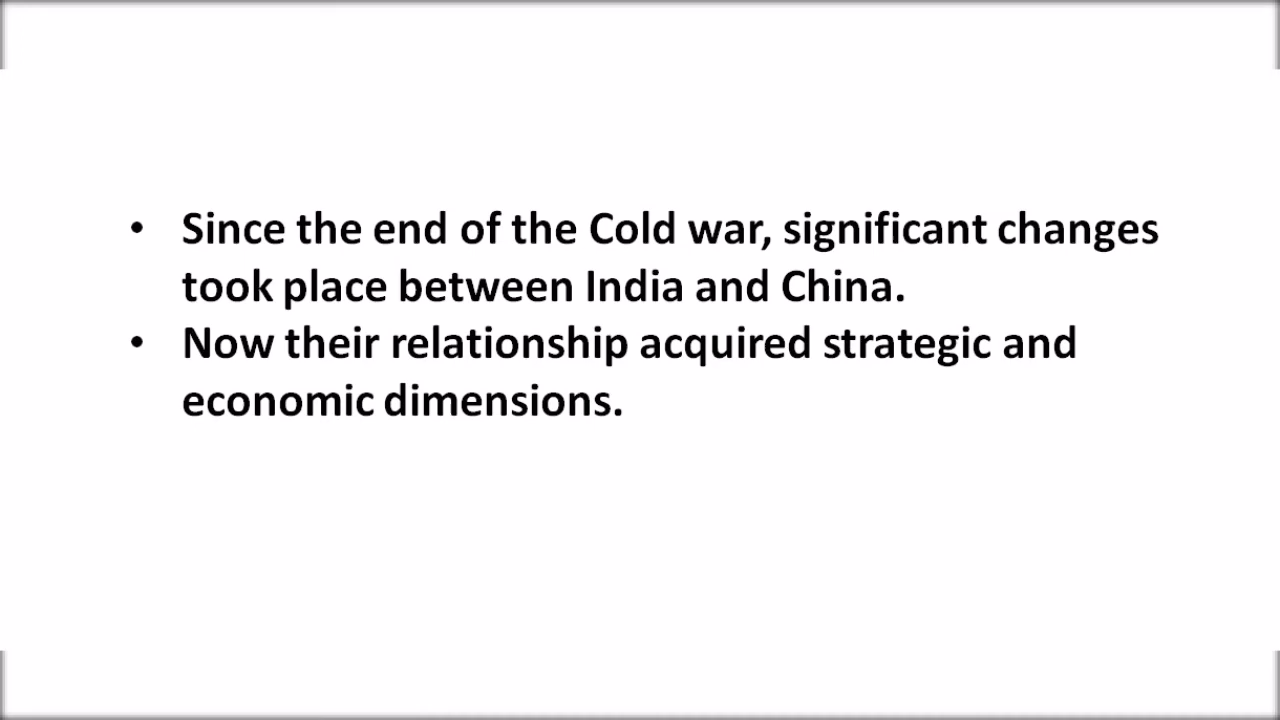 • Since the end of the Cold war, significant changes
took place between India and China.
• Now their relationship acquired strategic and
economic dimensions.